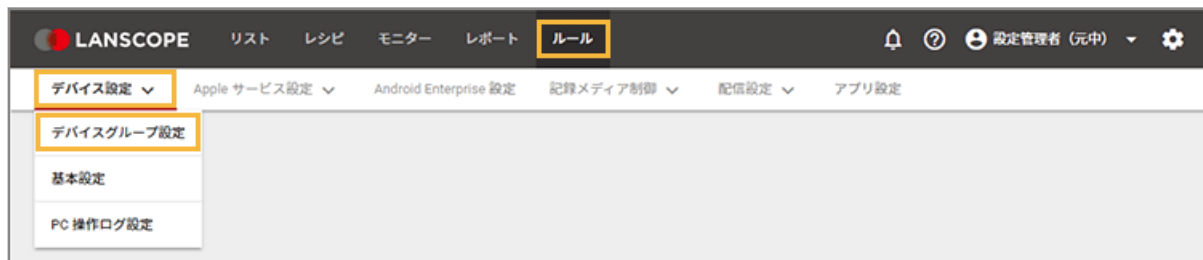 LANSCOPE リスト レシピ モニター レポート ルール 設定管理者（元中）
デバイス設定 Apple サービス設定 Android Enterprise 設定 記録メディア制御 配信設定 アプリ設定
デバイスグループ設定
基本設定
PC 操作ログ設定